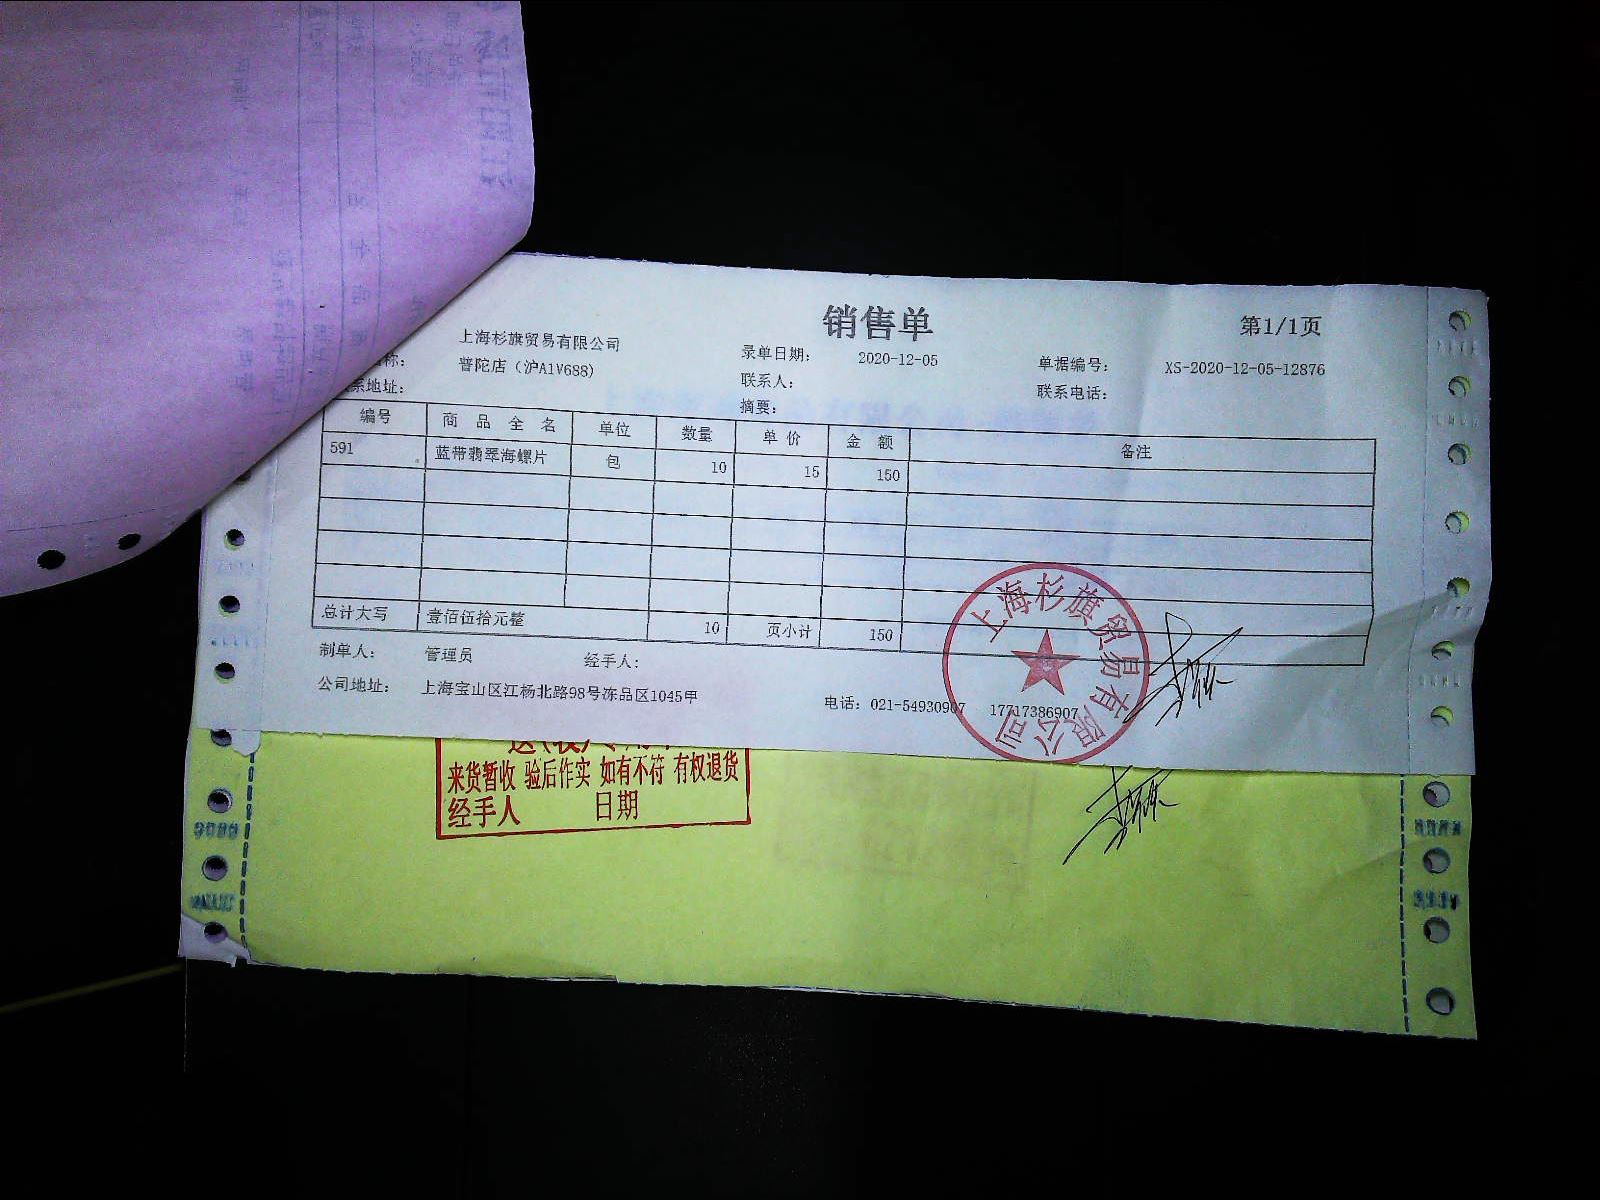 销售单
第1/1页
上海杉旗贸易有限公司
录单日期: 2020-12-05
单据编号: XS-2020-12-05-12876
称: 普陀店(沪A1V688)
联系人:
联系电话:
系地址:
摘要:
编号 商品全名 单位 数量 单价 金额 备注
591 蓝带翡翠海螺片 包 10 15 150
总计大写 壹佰伍拾元整 10 页小计 150
制单人: 管理员 经手人:
公司地址: 上海宝山区江杨北路98号冻品区1045甲
电话: 021-54930907 17717386907
上海杉旗贸易有限公司
来货暂收 验后作实 如有不符 有权退货
经手人 日期